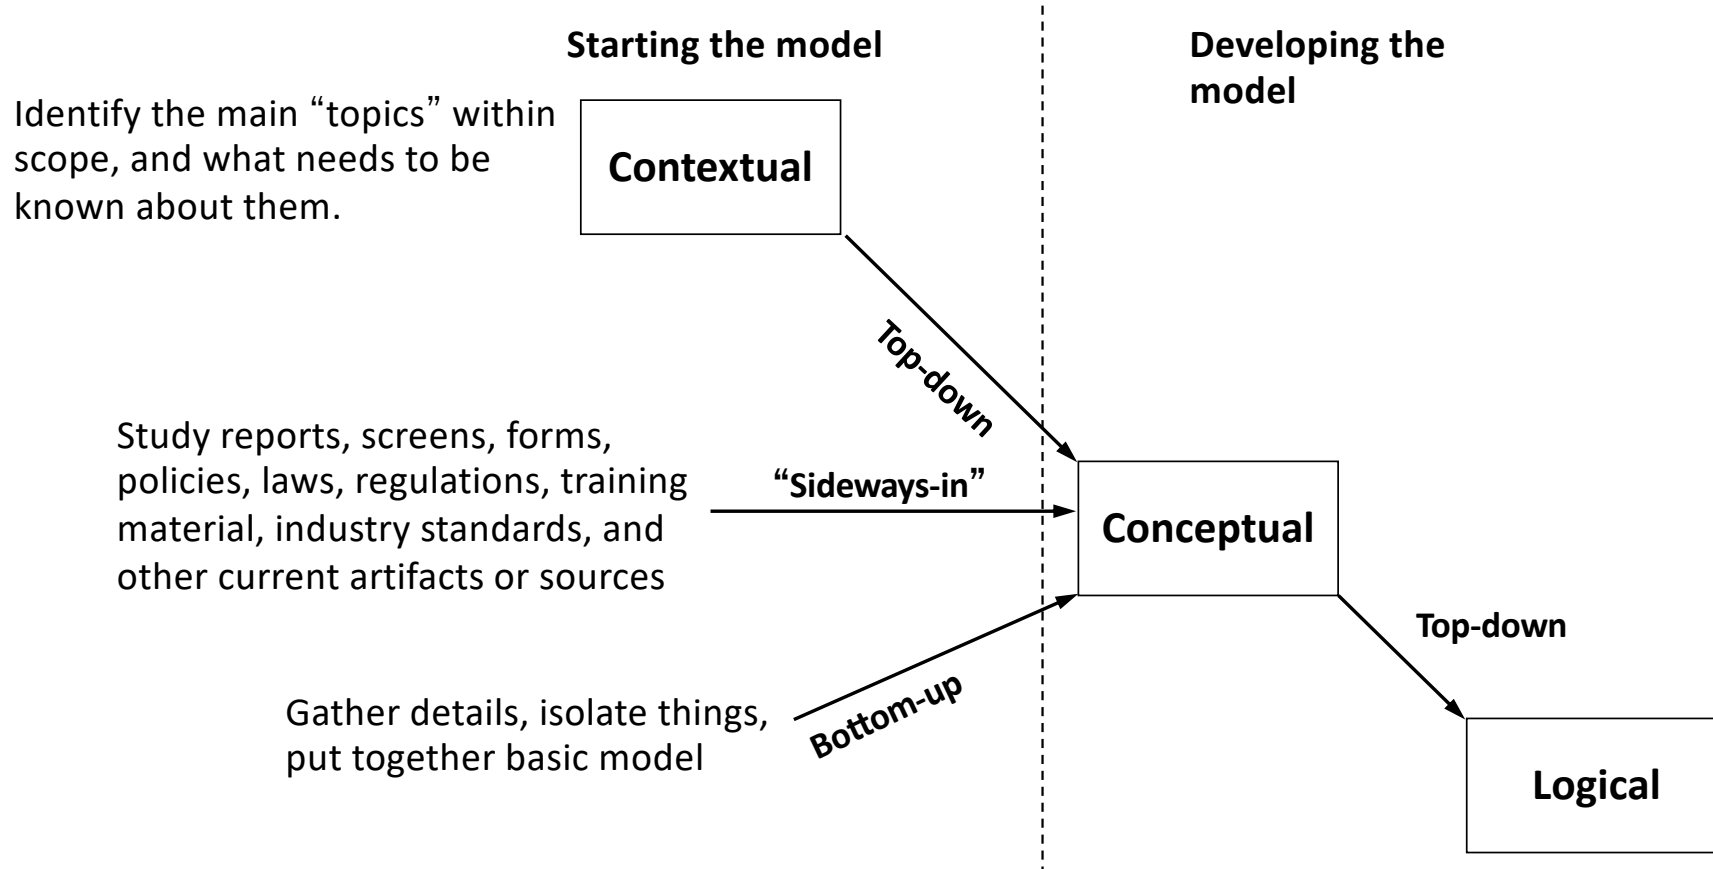 Starting the model
Developing the
model
Identify the main “topics” within
scope, and what needs to be
known about them.
Contextual
Top-down
Study reports, screens, forms,
policies, laws, regulations, training
material, industry standards, and
other current artifacts or sources
“Sideways-in”
Conceptual
Top-down
Gather details, isolate things,
put together basic model
Bottom-up
Logical